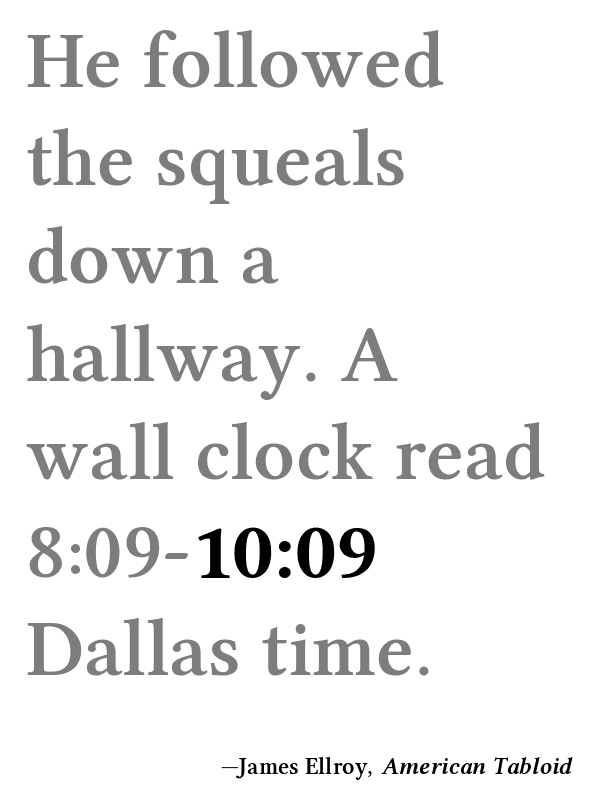 He followed
the squeals
down a
hallway. A
wall clock read
8:09-10:09
Dallas time.
—James Ellroy, American Tabloid